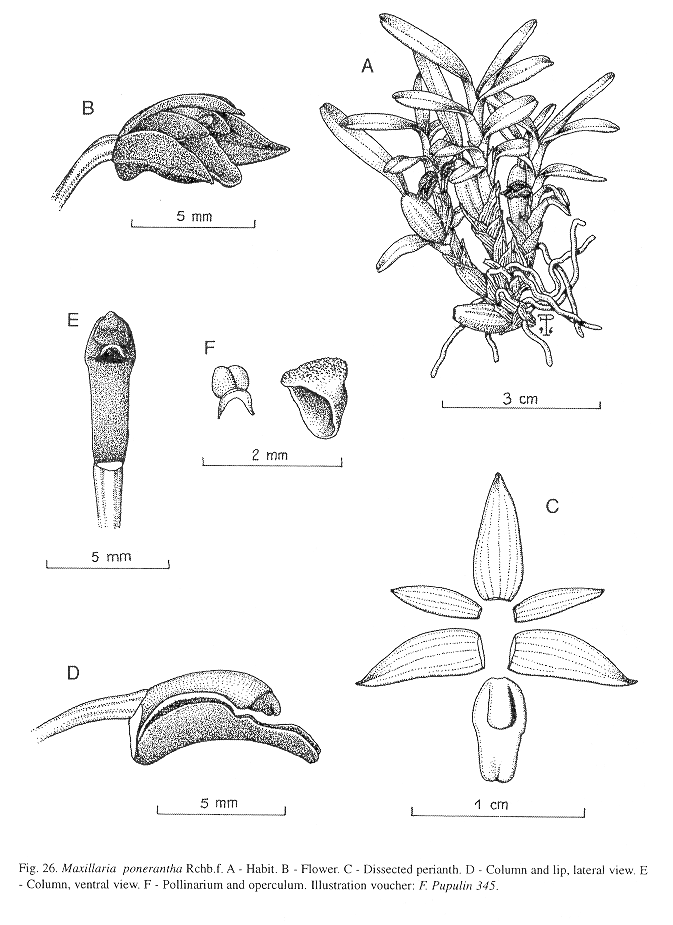 A
B
5 mm
E
F
3 cm
2 mm
C
5 mm
D
5 mm
1 cm
Fig. 26. Maxillaria ponerantha Rchb.f. A - Habit. B - Flower. C - Dissected perianth. D - Column and lip, lateral view. E
- Column, ventral view. F - Pollinarium and operculum. Illustration voucher: F. Pupulin 345.